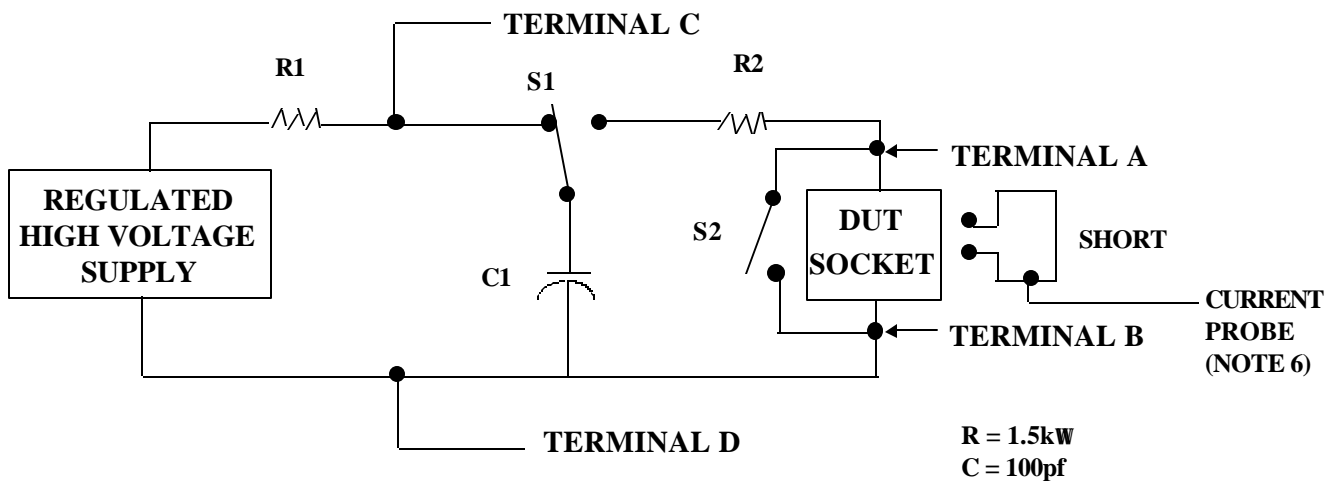 TERMINAL C
R1
S1
R2
TERMINAL A
REGULATED
HIGH VOLTAGE
SUPPLY
S2
DUT
SOCKET
SHORT
C1
CURRENT
PROBE
(NOTE 6)
TERMINAL B
TERMINAL D
R = 1.5kW
C = 100pf